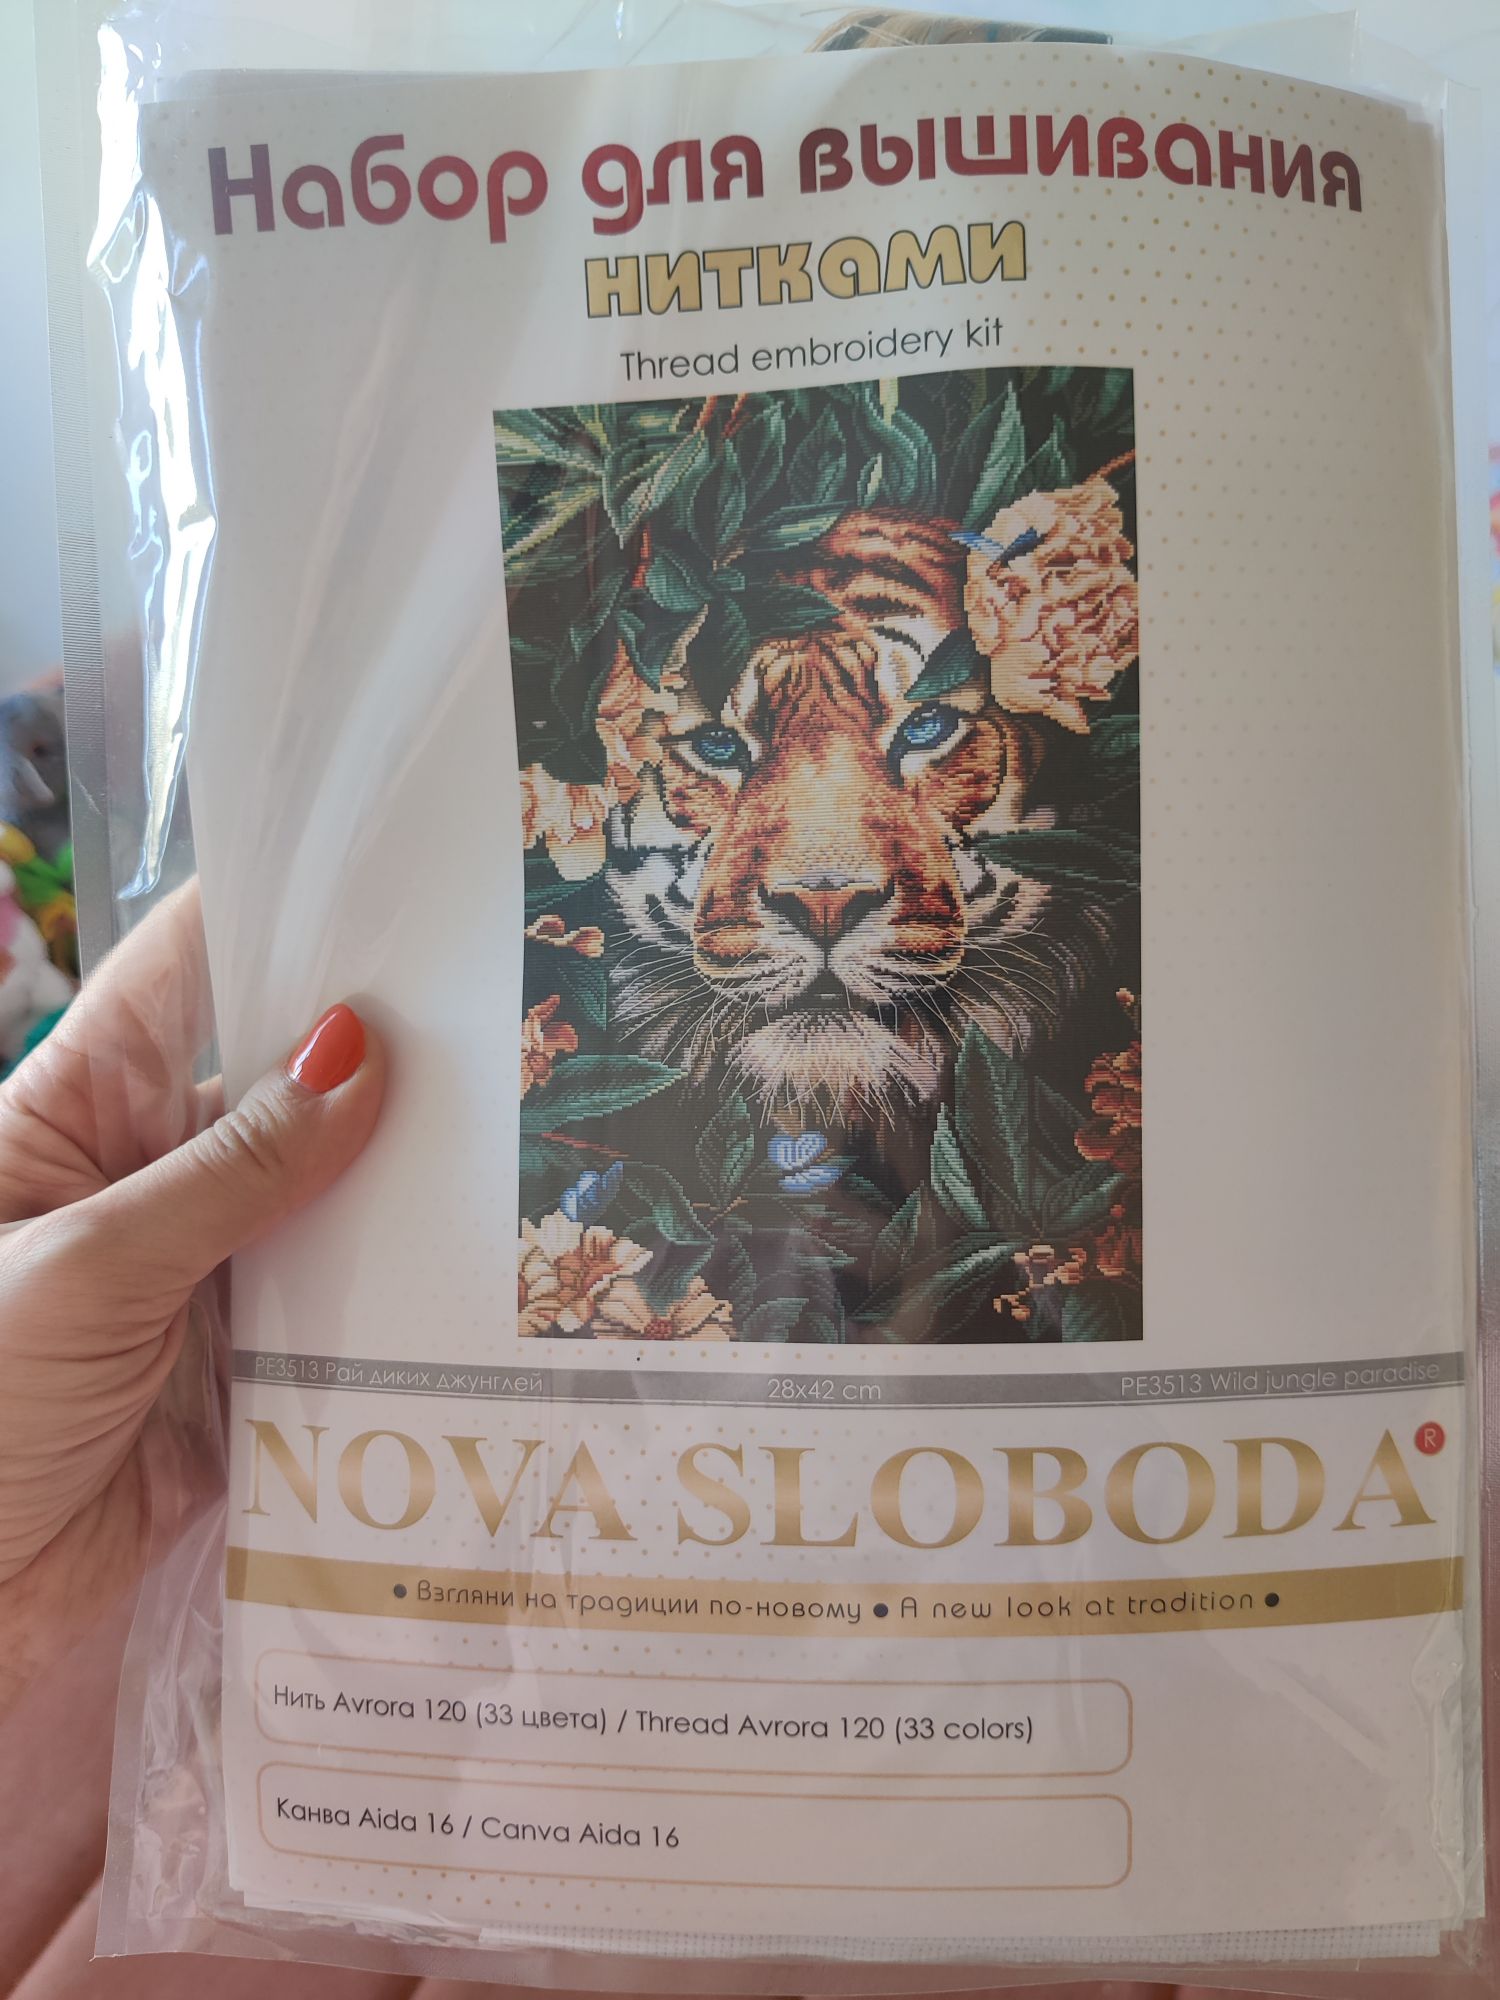 Набор для вышивания
нитками
Thread embroidery kit
PE3513 Рай диких джунглей 28x42 cm PE3513 Wild jungle paradise
NOVA SLOBODA®
• Взгляни на традиции по-новому • A new look at tradition •
Нить Avrora 120 (33 цвета) / Thread Avrora 120 (33 colors)
Канва Aida 16 / Canva Aida 16